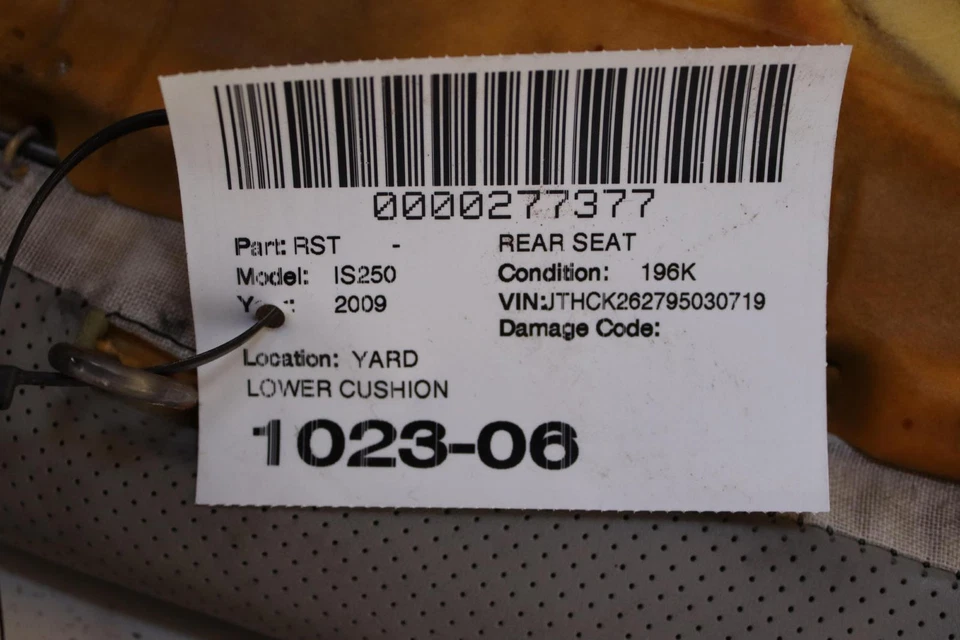 0000277377
Part: RST - REAR SEAT
Model: IS250 Condition: 196K
Year: 2009 VIN:JTHCK262795030719
Damage Code:
Location: YARD
LOWER CUSHION
1023-06